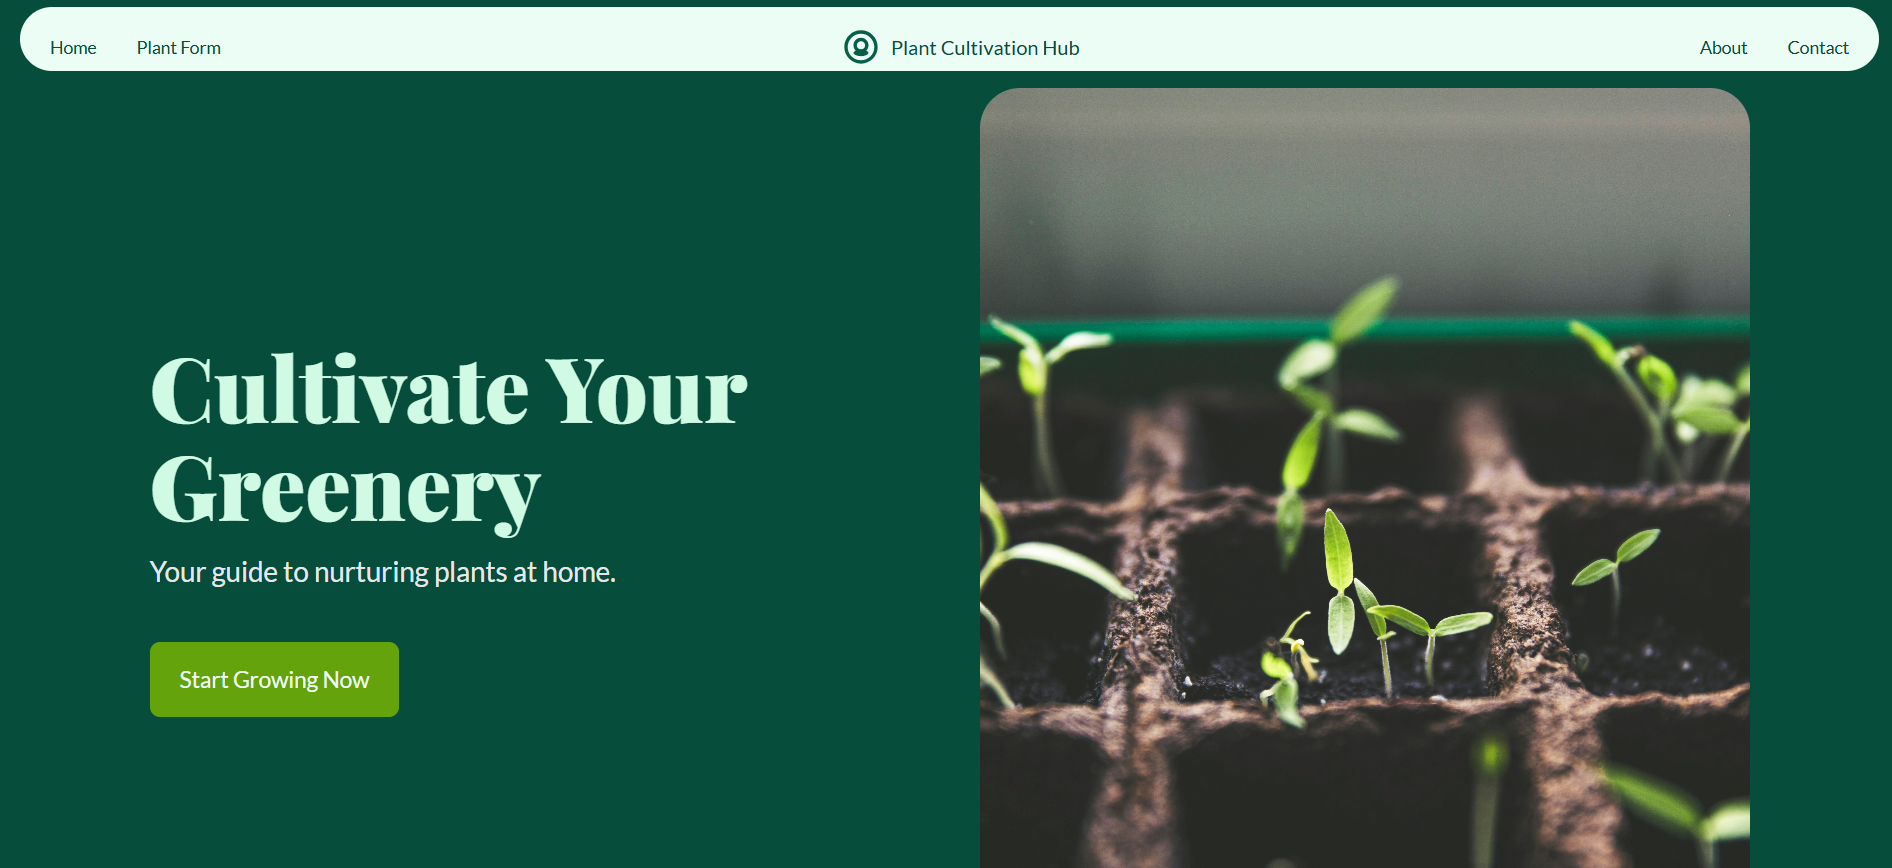 Home Plant Form Plant Cultivation Hub About Contact
Cultivate Your
Greenery
Your guide to nurturing plants at home.
Start Growing Now